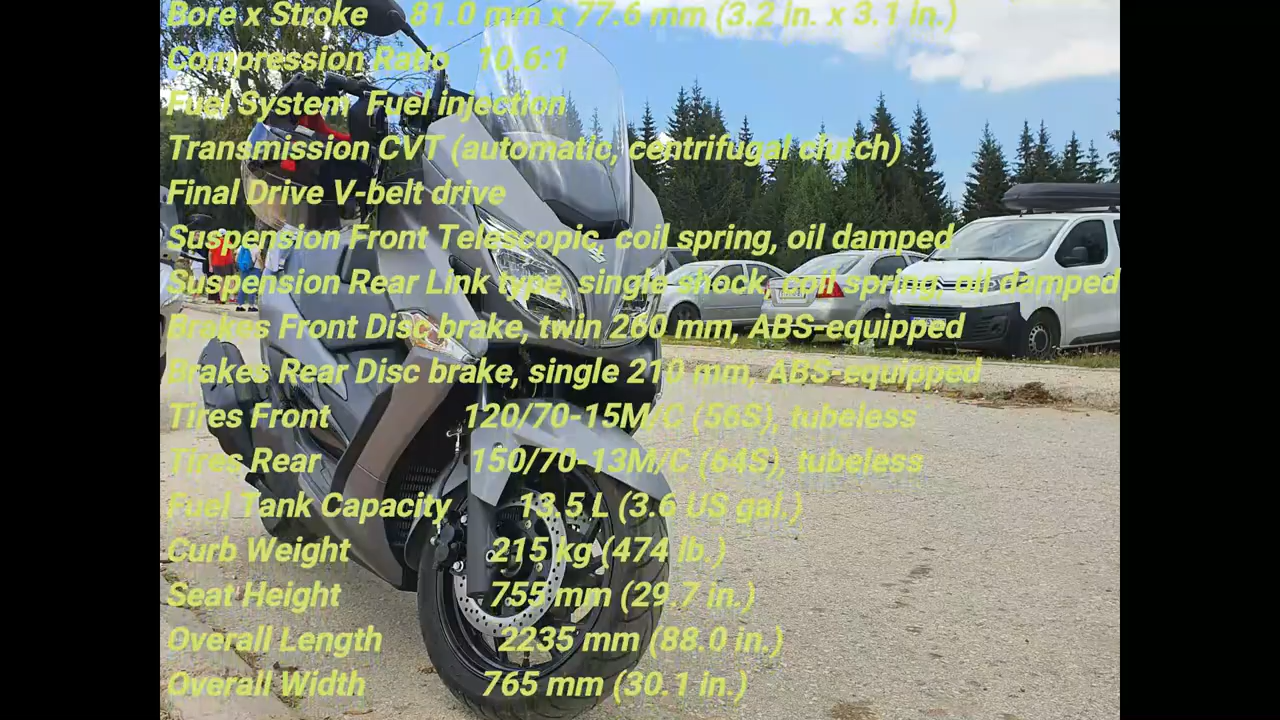 Bore x Stroke 81.0 mm x 77.6 mm (3.2 in. x 3.1 in.)
Compression Ratio 10.6:1
Fuel System Fuel injection
Transmission CVT (automatic, centrifugal clutch)
Final Drive V-belt drive
Suspension Front Telescopic, coil spring, oil damped
Suspension Rear Link type, single shock, coil spring, oil damped
Brakes Front Disc brake, twin 260 mm, ABS-equipped
Brakes Rear Disc brake, single 210 mm, ABS-equipped
Tires Front 120/70-15M/C (56S), tubeless
Tires Rear 150/70-13M/C (64S), tubeless
Fuel Tank Capacity 13.5 L (3.6 US gal.)
Curb Weight 215 kg (474 lb.)
Seat Height 755 mm (29.7 in.)
Overall Length 2235 mm (88.0 in.)
Overall Width 765 mm (30.1 in.)